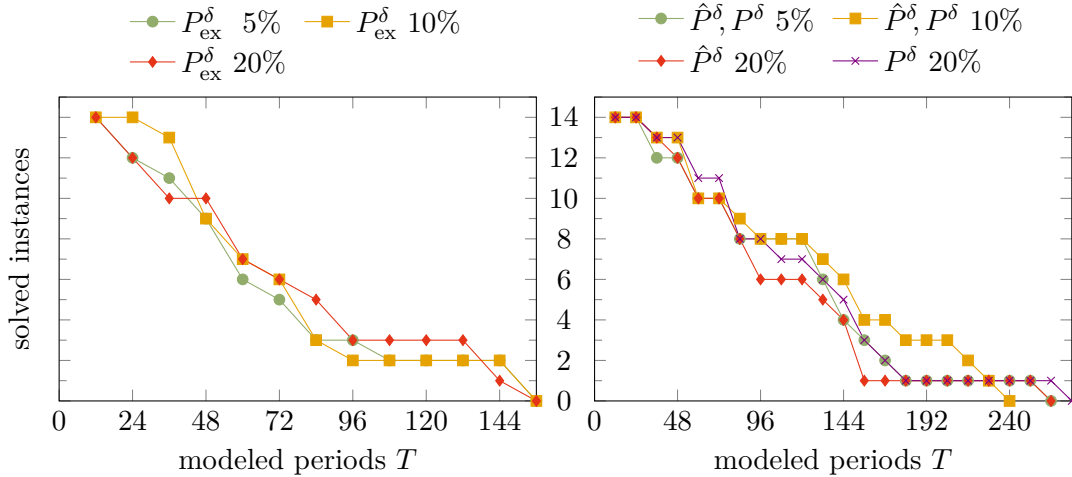 P^δ_ex 5% P^δ_ex 10%
P^δ_ex 20%
P̂^δ, P^δ 5% P̂^δ, P^δ 10%
P̂^δ 20% P^δ 20%
solved instances
0 24 48 72 96 120 144
modeled periods T
14
12
10
8
6
4
2
0
0 48 96 144 192 240
modeled periods T